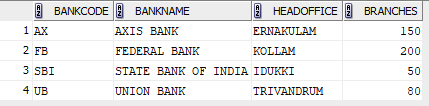 BANKCODE BANKNAME HEADOFFICE BRANCHES
1 AX AXIS BANK ERNAKULAM 150
2 FB FEDERAL BANK KOLLAM 200
3 SBI STATE BANK OF INDIA IDUKKI 50
4 UB UNION BANK TRIVANDRUM 80